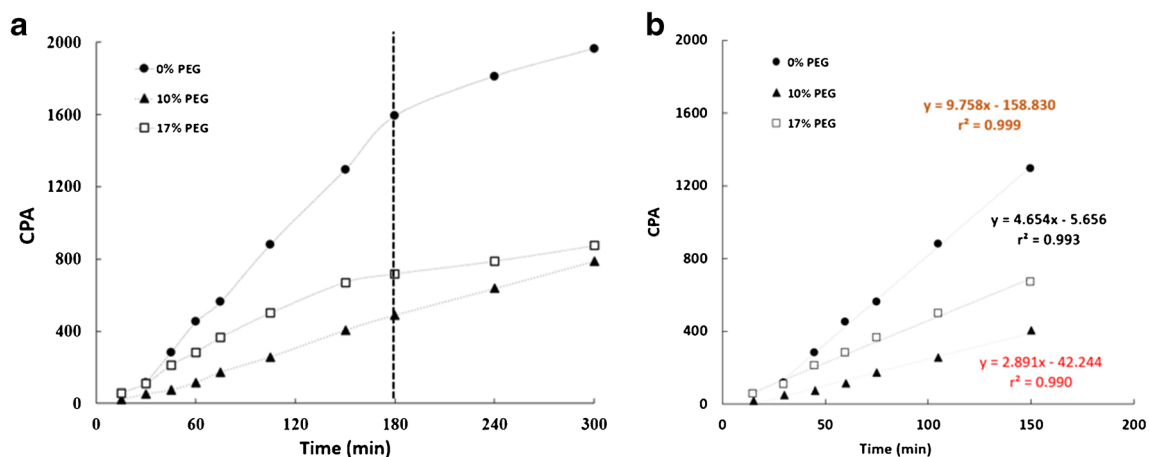 a
2000
1600
1200
800
400
0
CPA
0% PEG
10% PEG
17% PEG
0 60 120 180 240 300
Time (min)
b
2000
1600
1200
800
400
0
CPA
0% PEG
10% PEG
17% PEG
y = 9.758x - 158.830
r² = 0.999
y = 4.654x - 5.656
r² = 0.993
y = 2.891x - 42.244
r² = 0.990
0 50 100 150 200
Time (min)